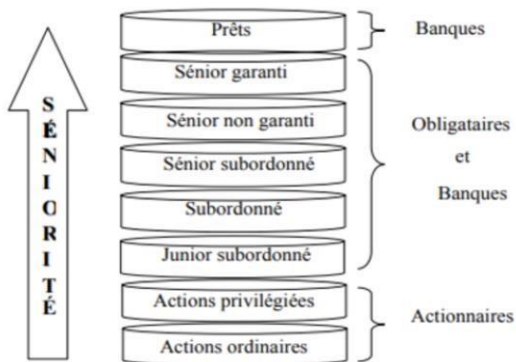 SÉNIORITÉ
Prêts
Sénior garanti
Sénior non garanti
Sénior subordonné
Subordonné
Junior subordonné
Actions privilégiées
Actions ordinaires
Banques
Obligataires
et
Banques
Actionnaires